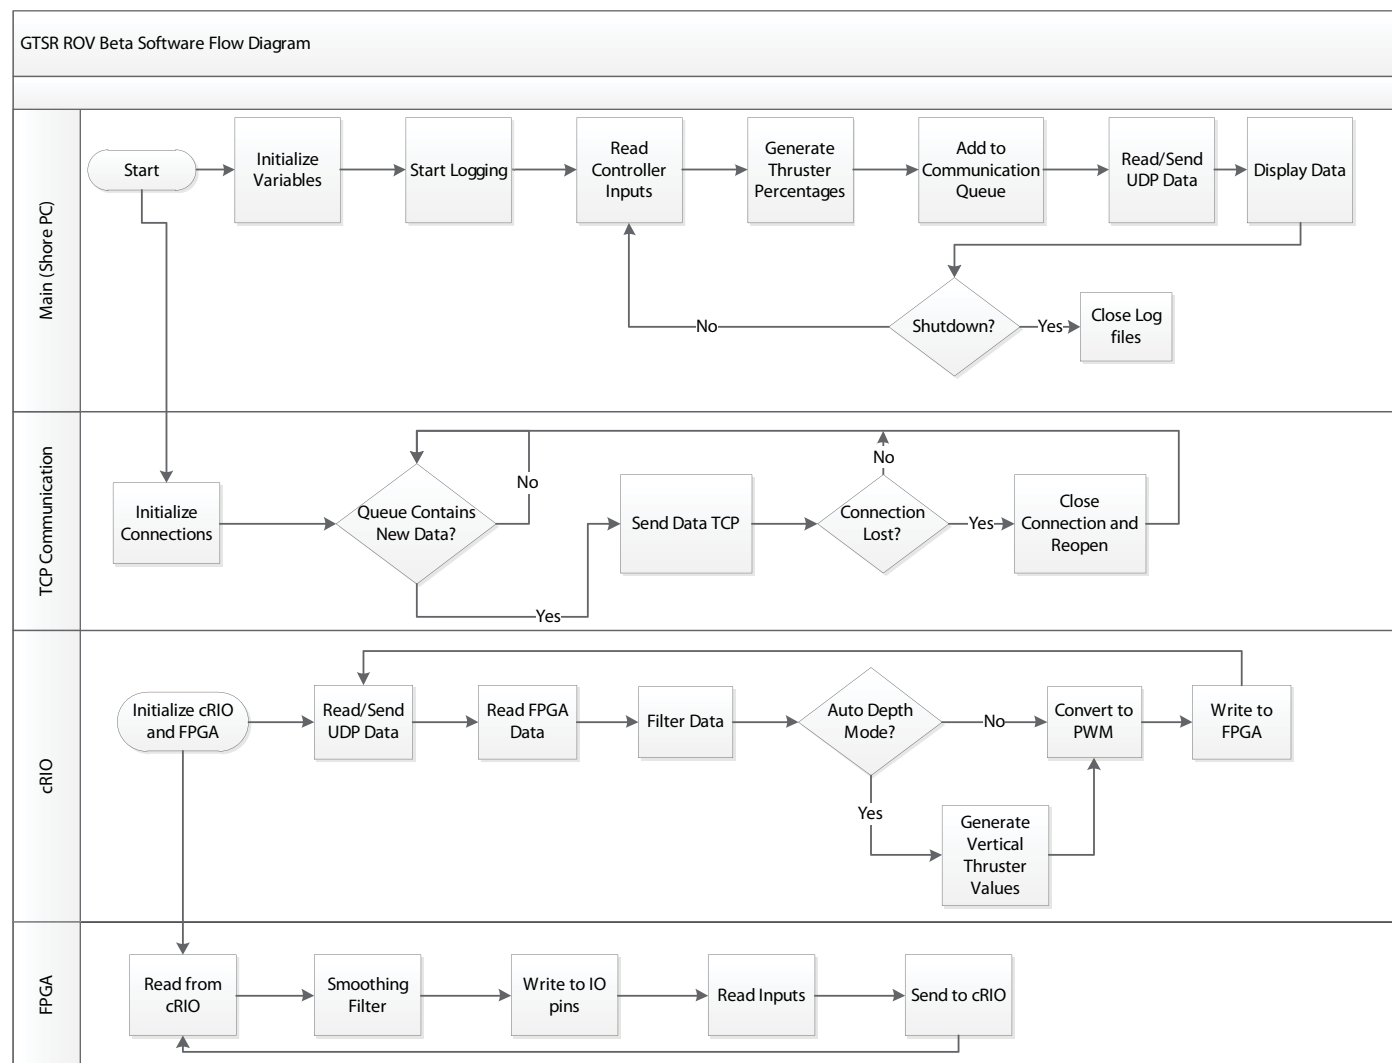 GTSR ROV Beta Software Flow Diagram
Main (Shore PC)
Start
Initialize
Variables
Start Logging
Read
Controller
Inputs
Generate
Thruster
Percentages
Add to
Communication
Queue
Read/Send
UDP Data
Display Data
Shutdown?
No
Yes
Close Log
files
TCP Communication
Initialize
Connections
Queue Contains
New Data?
No
Yes
Send Data TCP
Connection
Lost?
No
Yes
Close
Connection and
Reopen
cRIO
Initialize cRIO
and FPGA
Read/Send
UDP Data
Read FPGA
Data
Filter Data
Auto Depth
Mode?
No
Yes
Generate
Vertical
Thruster
Values
Convert to
PWM
Write to
FPGA
FPGA
Read from
cRIO
Smoothing
Filter
Write to IO
pins
Read Inputs
Send to cRIO